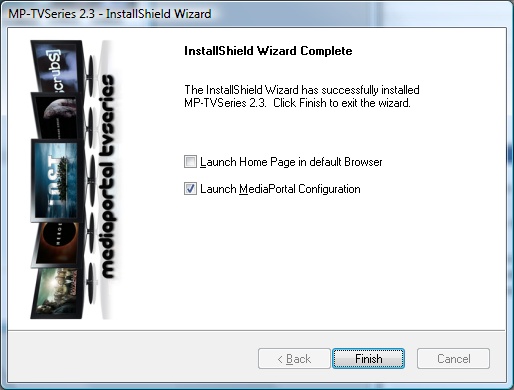 MP-TVSeries 2.3 - InstallShield Wizard
InstallShield Wizard Complete
The InstallShield Wizard has successfully installed
MP-TVSeries 2.3. Click Finish to exit the wizard.
Launch Home Page in default Browser
Launch MediaPortal Configuration
[scrubs]
LOST
HEROES
mediaportal tvseries
< Back
Finish
Cancel